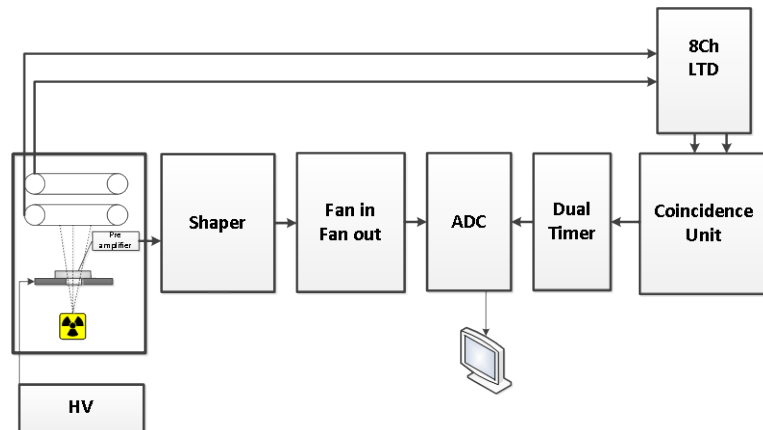 8Ch
LTD
Pre
amplifier
Shaper
Fan in
Fan out
ADC
Dual
Timer
Coincidence
Unit
HV